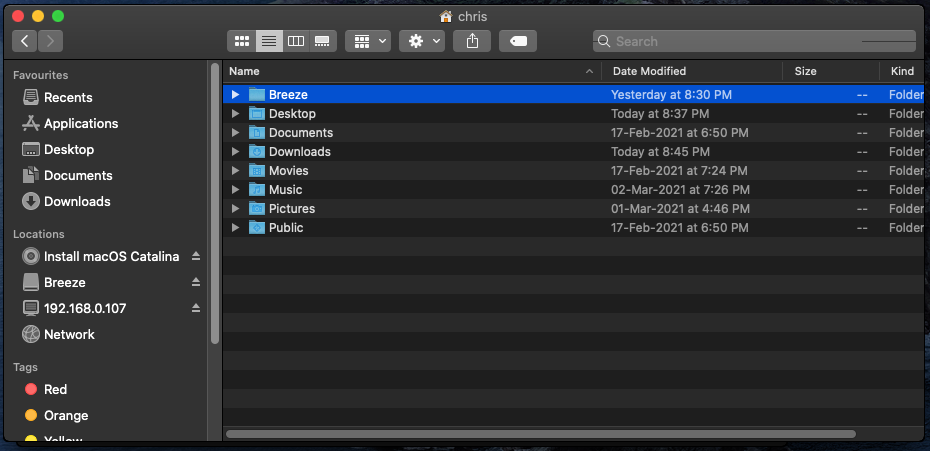 chris
Search
Favourites
Recents
Applications
Desktop
Documents
Downloads
Locations
Install macOS Catalina
Breeze
192.168.0.107
Network
Tags
Red
Orange
Yellow
Name Date Modified Size Kind
Breeze Yesterday at 8:30 PM -- Folder
Desktop Today at 8:37 PM -- Folder
Documents 17-Feb-2021 at 6:50 PM -- Folder
Downloads Today at 8:45 PM -- Folder
Movies 17-Feb-2021 at 7:24 PM -- Folder
Music 02-Mar-2021 at 7:26 PM -- Folder
Pictures 01-Mar-2021 at 4:46 PM -- Folder
Public 17-Feb-2021 at 6:50 PM -- Folder